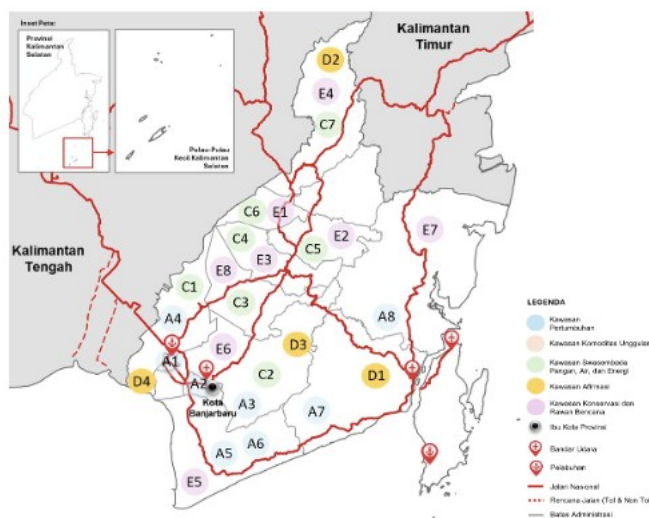 Inset Peta:
Provinsi
Kalimantan
Selatan
Pulau-Pulau
Kecil Kalimantan
Selatan
Kalimantan
Timur
D2
E4
C7
C6
E1
C4
C5
E2
E7
Kalimantan
Tengah
E8
E3
C1
C3
A4
A8
A1
E6
D3
D4
A2
C2
D1
Kota
Banjarbaru
A3
A7
A5
A6
E5
LEGENDA
Kawasan
Pertumbuhan
Kawasan Komoditas Unggulan
Kawasan Swasembada
Pangan, Air, dan Energi
Kawasan Afirmasi
Kawasan Konservasi dan
Rawan Bencana
Ibu Kota Provinsi
Bandar Udara
Pelabuhan
Jalan Nasional
Rencana Jalan (Tol & Non Tol
Batas Administrasi